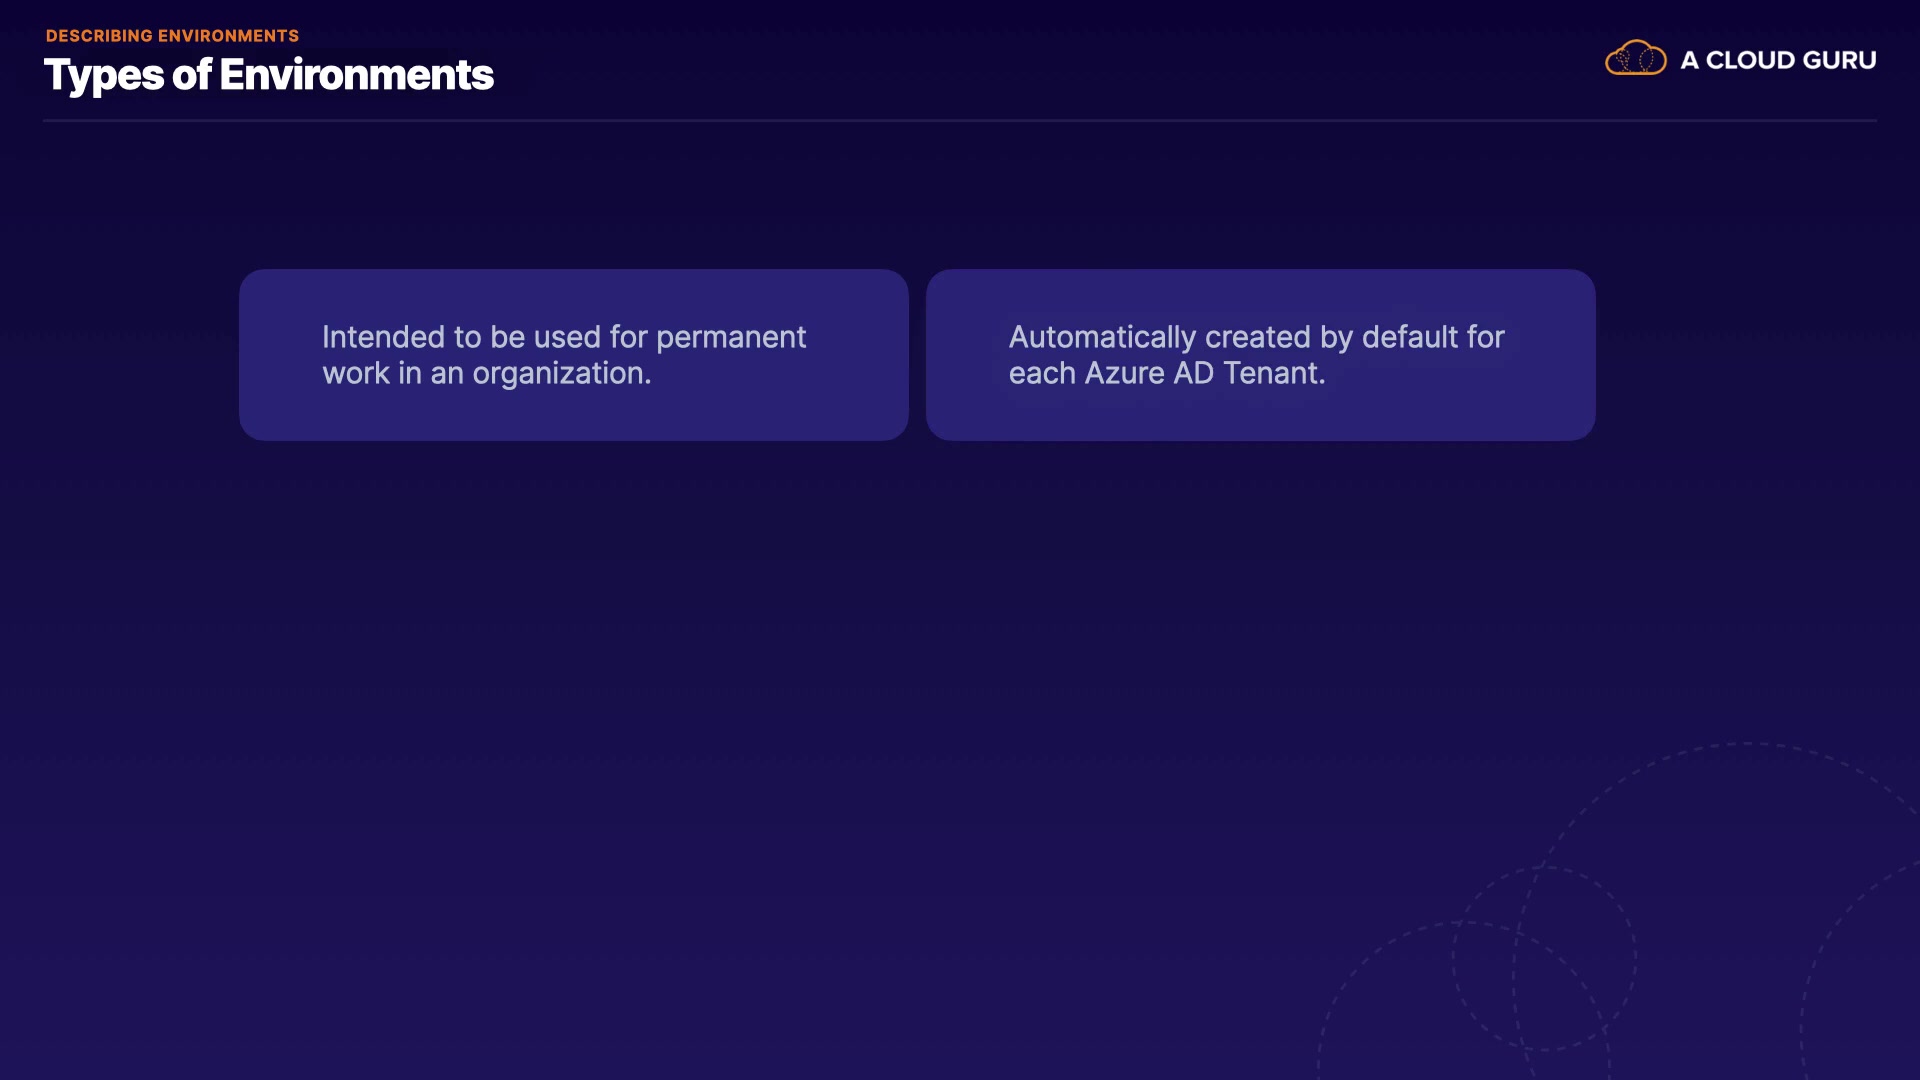 DESCRIBING ENVIRONMENTS
Types of Environments
A CLOUD GURU
Intended to be used for permanent
work in an organization.
Automatically created by default for
each Azure AD Tenant.